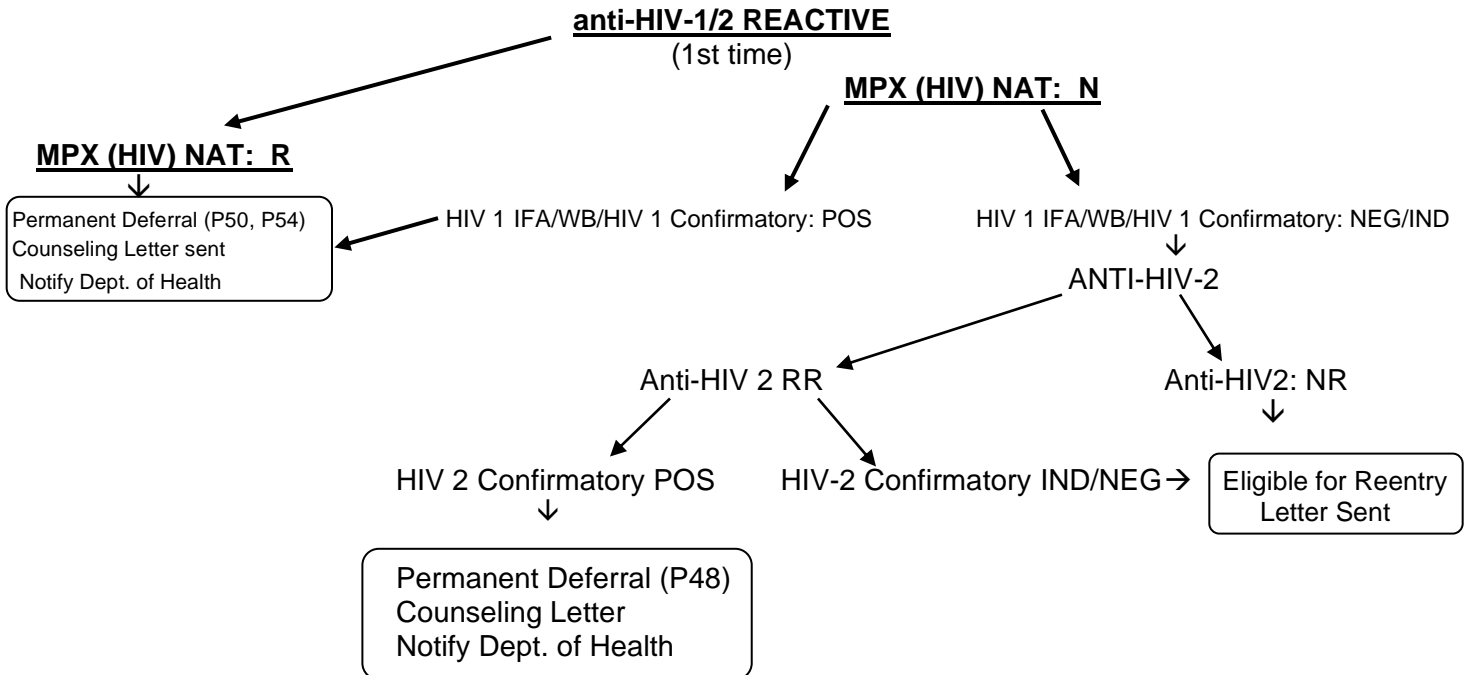 anti-HIV-1/2 REACTIVE
(1st time)
MPX (HIV) NAT: N
MPX (HIV) NAT: R
Permanent Deferral (P50, P54)
Counseling Letter sent
Notify Dept. of Health
HIV 1 IFA/WB/HIV 1 Confirmatory: POS
HIV 1 IFA/WB/HIV 1 Confirmatory: NEG/IND
ANTI-HIV-2
Anti-HIV 2 RR
Anti-HIV2: NR
HIV 2 Confirmatory POS
HIV-2 Confirmatory IND/NEG→
Eligible for Reentry
Letter Sent
Permanent Deferral (P48)
Counseling Letter
Notify Dept. of Health